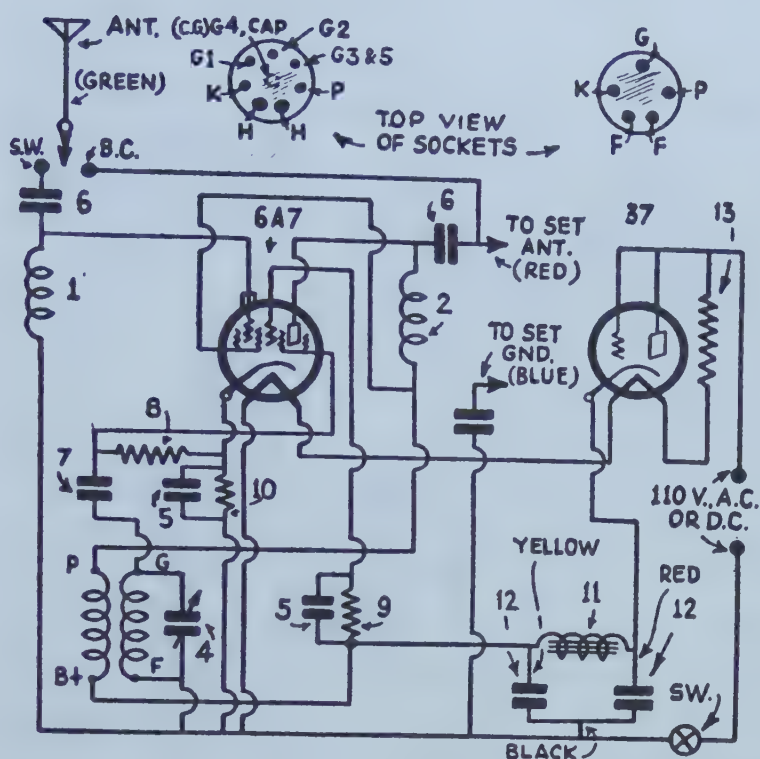 ANT. (C.G.)G4, CAP
G2
G3 & 5
G1
K
P
H
H
(GREEN)
TOP VIEW
OF SOCKETS
G
K
P
F
F
S.W.
B.C.
6
6A7
6
TO SET
ANT.
(RED)
37
13
1
2
TO SET
GND.
(BLUE)
8
7
5
10
110 V., A.C.
OR D.C.
P
G
YELLOW
RED
5
9
12
11
12
4
B+
F
SW.
BLACK